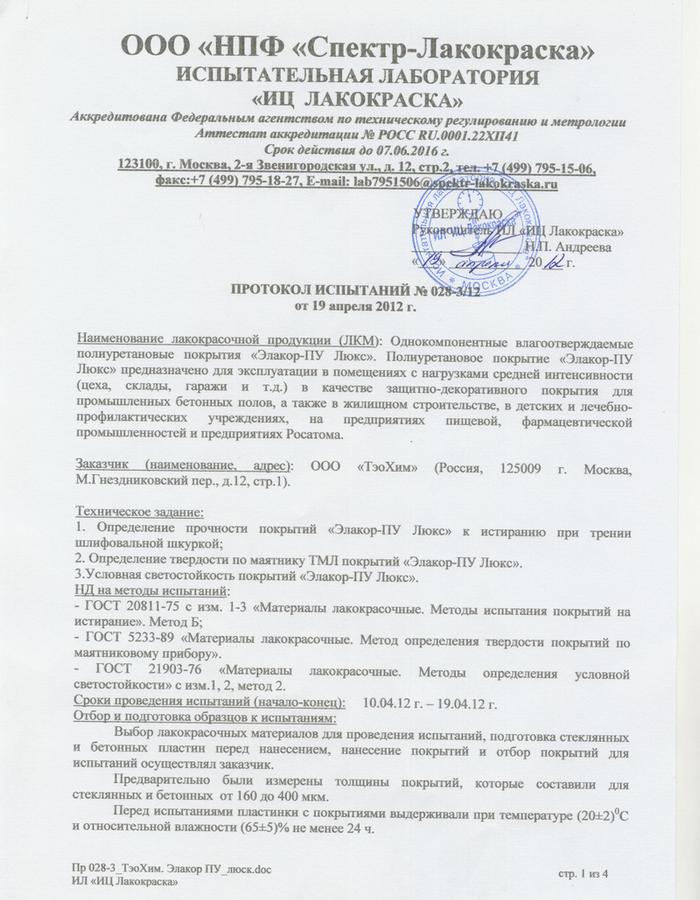 ООО «НПФ «Спектр-Лакокраска»
ИСПЫТАТЕЛЬНАЯ ЛАБОРАТОРИЯ
«ИЦ ЛАКОКРАСКА»
Аккредитована Федеральным агентством по техническому регулированию и метрологии
Аттестат аккредитации № РОСС RU.0001.22ХП41
Срок действия до 07.06.2016 г.
123100, г. Москва, 2-я Звенигородская ул., д. 12, стр.2, тел. +7 (499) 795-15-06,
факс:+7 (499) 795-18-27, E-mail: lab7951506@spektr-lakokraska.ru
УТВЕРЖДАЮ
Руководитель ИЛ «ИЦ Лакокраска»
Н.П. Андреева
«19» апреля 2012 г.
ИЛ "ИЦ Лакокраска"
МОСКВА
ПРОТОКОЛ ИСПЫТАНИЙ № 028-3/12
от 19 апреля 2012 г.
Наименование лакокрасочной продукции (ЛКМ): Однокомпонентные влагоотверждаемые
полиуретановые покрытия «Элакор-ПУ Люкс». Полиуретановое покрытие «Элакор-ПУ
Люкс» предназначено для эксплуатации в помещениях с нагрузками средней интенсивности
(цеха, склады, гаражи и т.д.) в качестве защитно-декоративного покрытия для
промышленных бетонных полов, а также в жилищном строительстве, в детских и лечебно-
профилактических учреждениях, на предприятиях пищевой, фармацевтической
промышленностей и предприятиях Росатома.
Заказчик (наименование, адрес): ООО «ТэоХим» (Россия, 125009 г. Москва,
М.Гнездниковский пер., д.12, стр.1).
Техническое задание:
1. Определение прочности покрытий «Элакор-ПУ Люкс» к истиранию при трении
шлифовальной шкуркой;
2. Определение твердости по маятнику ТМЛ покрытий «Элакор-ПУ Люкс».
3.Условная светостойкость покрытий «Элакор-ПУ Люкс».
НД на методы испытаний:
- ГОСТ 20811-75 с изм. 1-3 «Материалы лакокрасочные. Методы испытания покрытий на
истирание». Метод Б;
- ГОСТ 5233-89 «Материалы лакокрасочные. Метод определения твердости покрытий по
маятниковому прибору».
- ГОСТ 21903-76 «Материалы лакокрасочные. Методы определения условной
светостойкости» с изм.1, 2, метод 2.
Сроки проведения испытаний (начало-конец): 10.04.12 г. – 19.04.12 г.
Отбор и подготовка образцов к испытаниям:
Выбор лакокрасочных материалов для проведения испытаний, подготовка стеклянных
и бетонных пластин перед нанесением, нанесение покрытий и отбор покрытий для
испытаний осуществлял заказчик.
Предварительно были измерены толщины покрытий, которые составили для
стеклянных и бетонных от 160 до 400 мкм.
Перед испытаниями пластинки с покрытиями выдерживали при температуре (20±2)⁰С
и относительной влажности (65±5)% не менее 24 ч.
Пр 028-3_ТэоХим. Элакор ПУ_люск.doc
ИЛ «ИЦ Лакокраска»
стр. 1 из 4